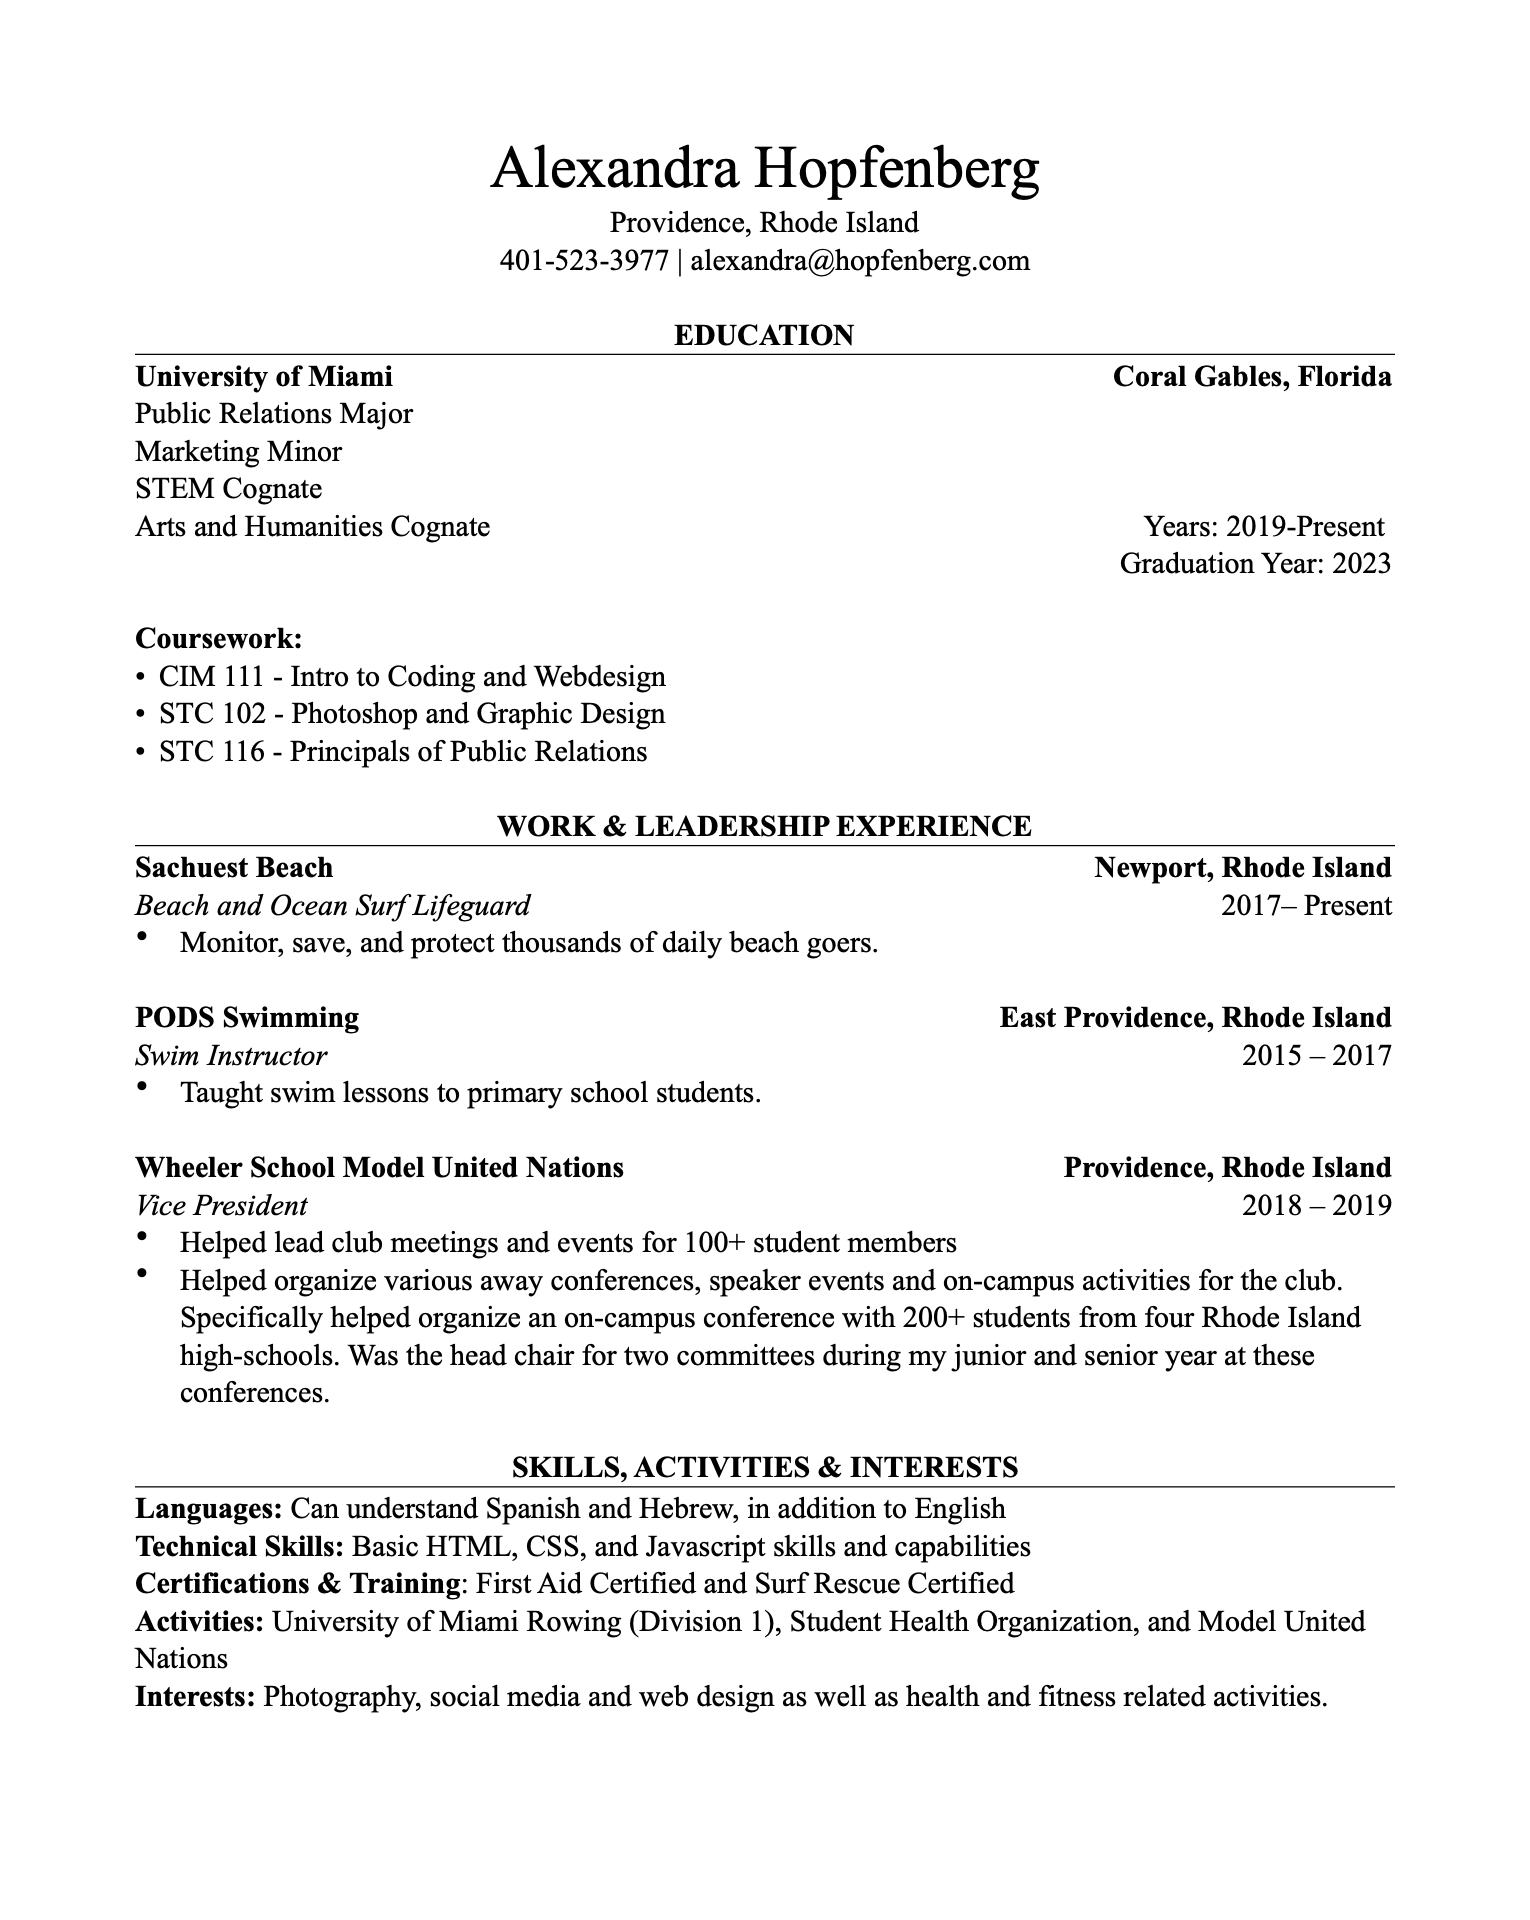 Alexandra Hopfenberg
Providence, Rhode Island
401-523-3977 | alexandra@hopfenberg.com
EDUCATION
University of Miami Coral Gables, Florida
Public Relations Major
Marketing Minor
STEM Cognate
Arts and Humanities Cognate Years: 2019-Present
Graduation Year: 2023
Coursework:
• CIM 111 - Intro to Coding and Webdesign
• STC 102 - Photoshop and Graphic Design
• STC 116 - Principals of Public Relations
WORK & LEADERSHIP EXPERIENCE
Sachuest Beach Newport, Rhode Island
Beach and Ocean Surf Lifeguard 2017– Present
• Monitor, save, and protect thousands of daily beach goers.
PODS Swimming East Providence, Rhode Island
Swim Instructor 2015 – 2017
• Taught swim lessons to primary school students.
Wheeler School Model United Nations Providence, Rhode Island
Vice President 2018 – 2019
• Helped lead club meetings and events for 100+ student members
• Helped organize various away conferences, speaker events and on-campus activities for the club.
Specifically helped organize an on-campus conference with 200+ students from four Rhode Island
high-schools. Was the head chair for two committees during my junior and senior year at these
conferences.
SKILLS, ACTIVITIES & INTERESTS
Languages: Can understand Spanish and Hebrew, in addition to English
Technical Skills: Basic HTML, CSS, and Javascript skills and capabilities
Certifications & Training: First Aid Certified and Surf Rescue Certified
Activities: University of Miami Rowing (Division 1), Student Health Organization, and Model United
Nations
Interests: Photography, social media and web design as well as health and fitness related activities.